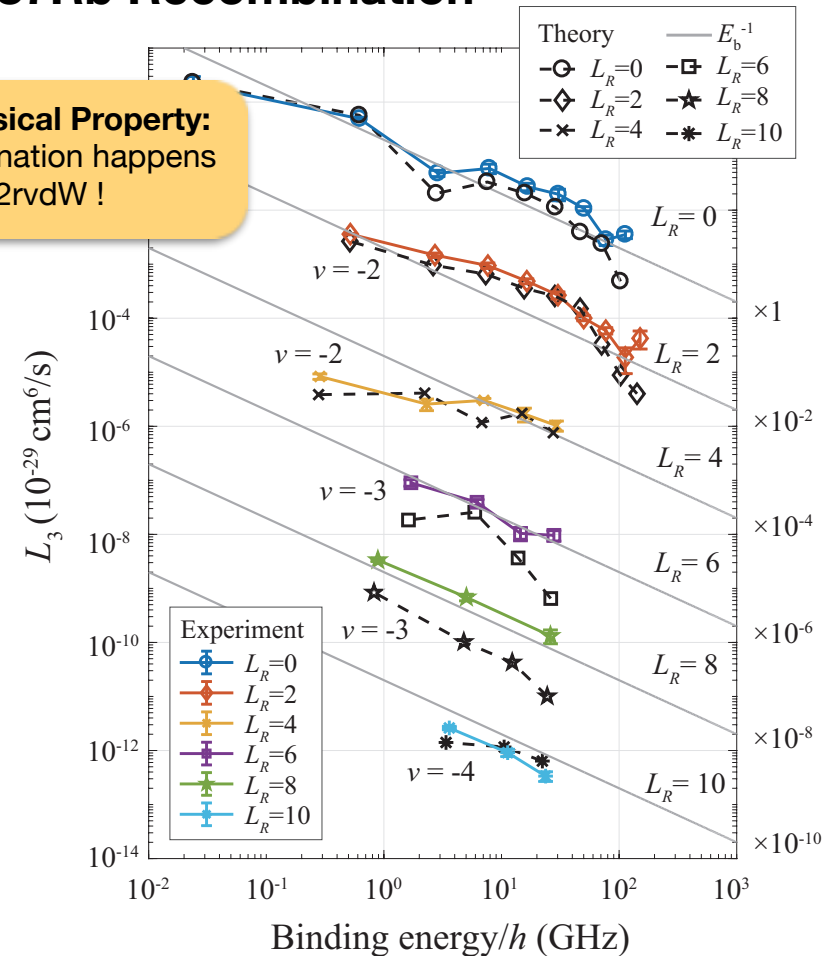 Recombination
Theory
E_b^-1
L_R=0
L_R=6
L_R=2
L_R=8
L_R=4
L_R=10
Property:
happens
2rvdW !
L_R= 0
v = -2
×1
10^-4
L_R= 2
v = -2
×10^-2
10^-6
L_R= 4
v = -3
×10^-4
10^-8
L_R= 6
L_3 (10^-29 cm^6/s)
×10^-6
10^-10
v = -3
L_R= 8
Experiment
L_R=0
L_R=2
L_R=4
L_R=6
L_R=8
L_R=10
×10^-8
10^-12
v = -4
L_R= 10
×10^-10
10^-14
10^-2 10^-1 10^0 10^1 10^2 10^3
Binding energy/h (GHz)